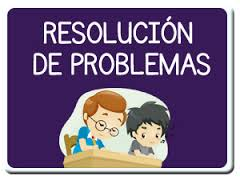 RESOLUCIÓN
DE PROBLEMAS